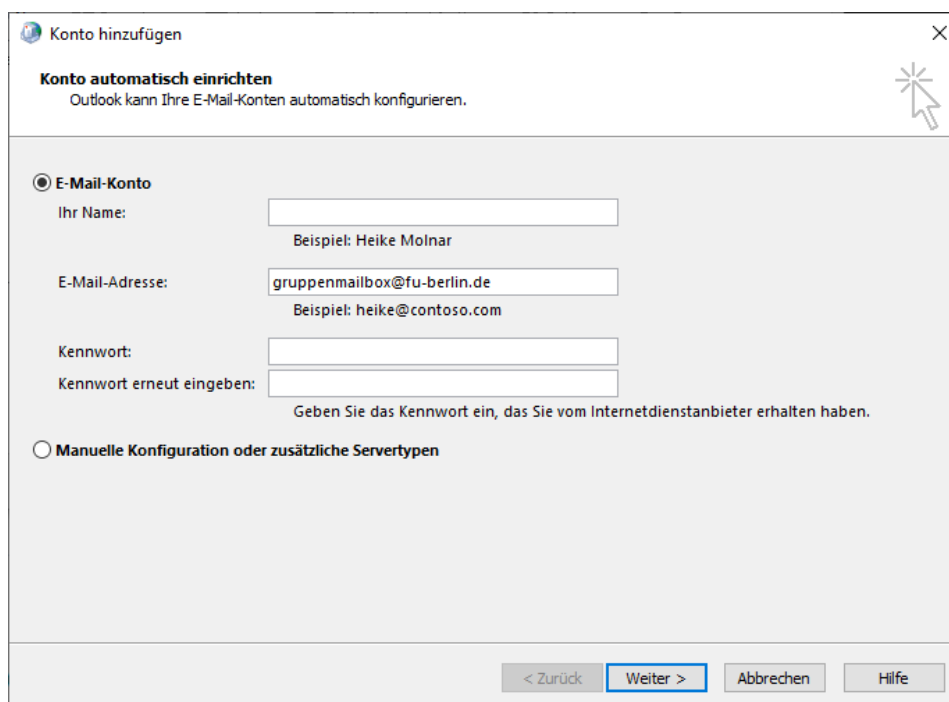 Konto hinzufügen
Konto automatisch einrichten
Outlook kann Ihre E-Mail-Konten automatisch konfigurieren.
E-Mail-Konto
Ihr Name:
Beispiel: Heike Molnar
E-Mail-Adresse: gruppenmailbox@fu-berlin.de
Beispiel: heike@contoso.com
Kennwort:
Kennwort erneut eingeben:
Geben Sie das Kennwort ein, das Sie vom Internetdienstanbieter erhalten haben.
Manuelle Konfiguration oder zusätzliche Servertypen
< Zurück Weiter > Abbrechen Hilfe